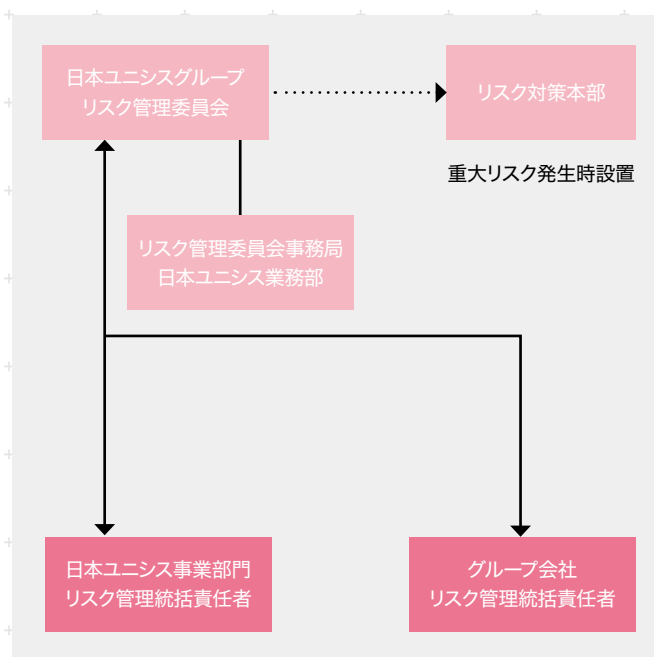 日本ユニシスグループ
リスク管理委員会
リスク対策本部
重大リスク発生時設置
リスク管理委員会事務局
日本ユニシス業務部
日本ユニシス事業部門
リスク管理統括責任者
グループ会社
リスク管理統括責任者